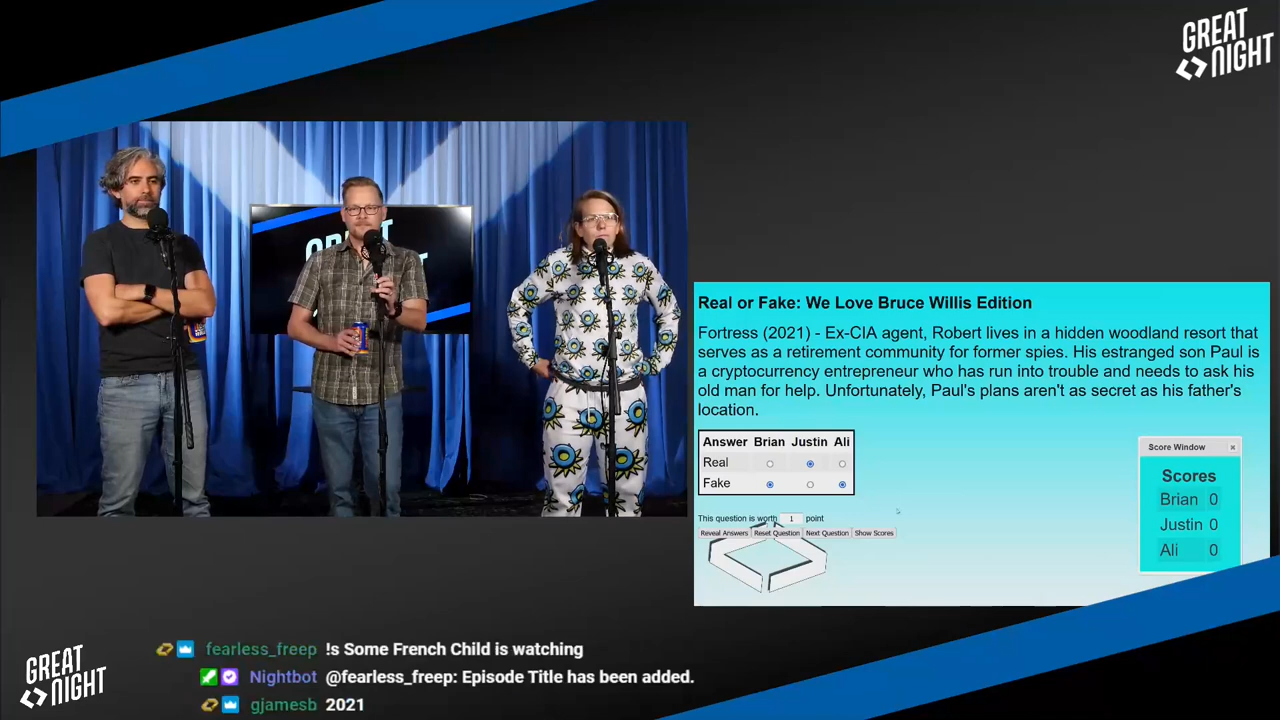 GREAT
NIGHT
GREAT
Real or Fake: We Love Bruce Willis Edition
Fortress (2021) - Ex-CIA agent, Robert lives in a hidden woodland resort that
serves as a retirement community for former spies. His estranged son Paul is
a cryptocurrency entrepreneur who has run into trouble and needs to ask his
old man for help. Unfortunately, Paul's plans aren't as secret as his father's
location.
Answer Brian Justin Ali
Real
Fake
This question is worth 1 point
Reveal Answers Reset Question Next Question Show Scores
Score Window
Scores
Brian 0
Justin 0
Ali 0
fearless_freep !s Some French Child is watching
Nightbot @fearless_freep: Episode Title has been added.
gjamesb 2021
GREAT
NIGHT